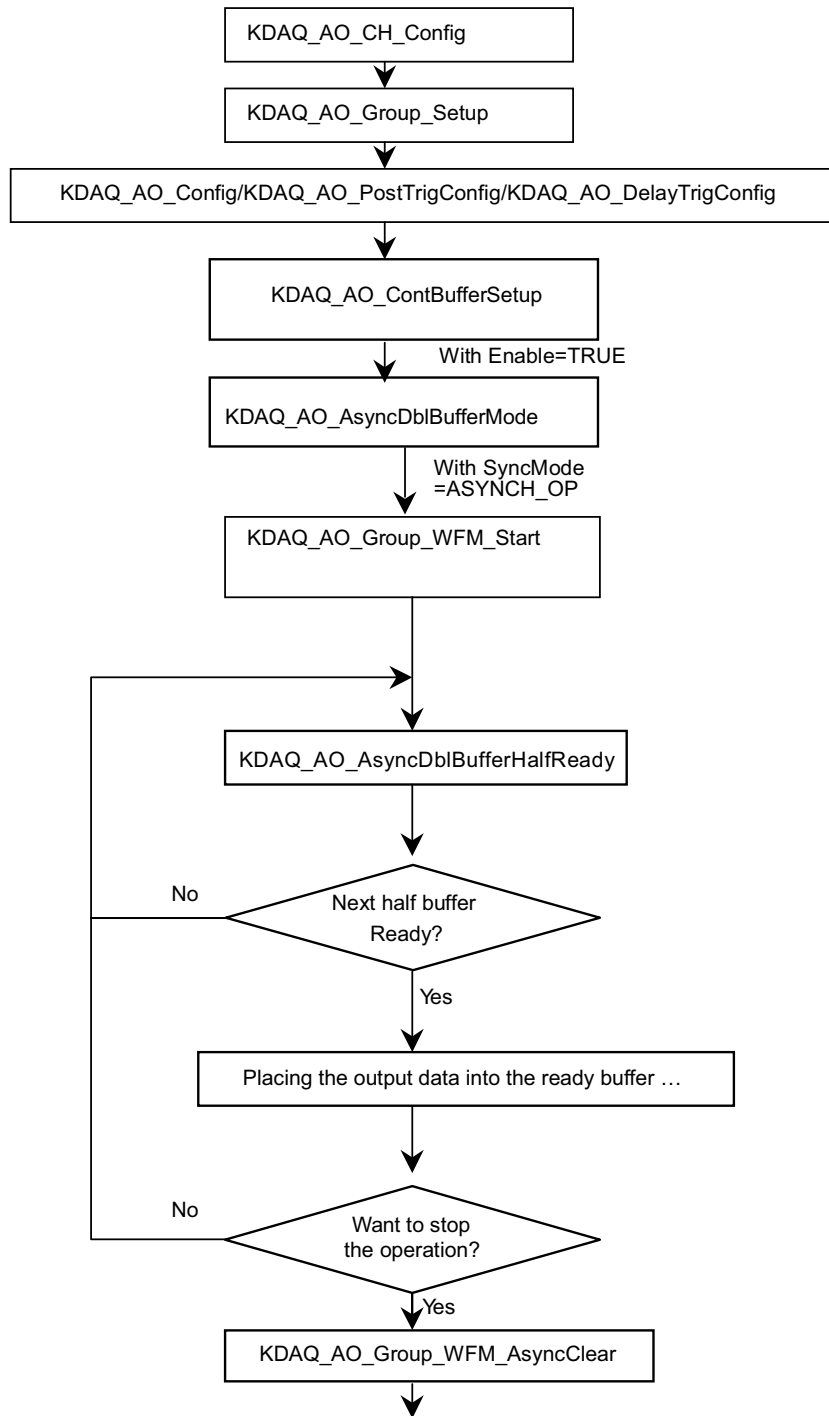 KDAQ_AO_CH_Config
KDAQ_AO_Group_Setup
KDAQ_AO_Config/KDAQ_AO_PostTrigConfig/KDAQ_AO_DelayTrigConfig
KDAQ_AO_ContBufferSetup
With Enable=TRUE
KDAQ_AO_AsyncDblBufferMode
With SyncMode
=ASYNCH_OP
KDAQ_AO_Group_WFM_Start
KDAQ_AO_AsyncDblBufferHalfReady
No
Next half buffer
Ready?
Yes
Placing the output data into the ready buffer …
No
Want to stop
the operation?
Yes
KDAQ_AO_Group_WFM_AsyncClear